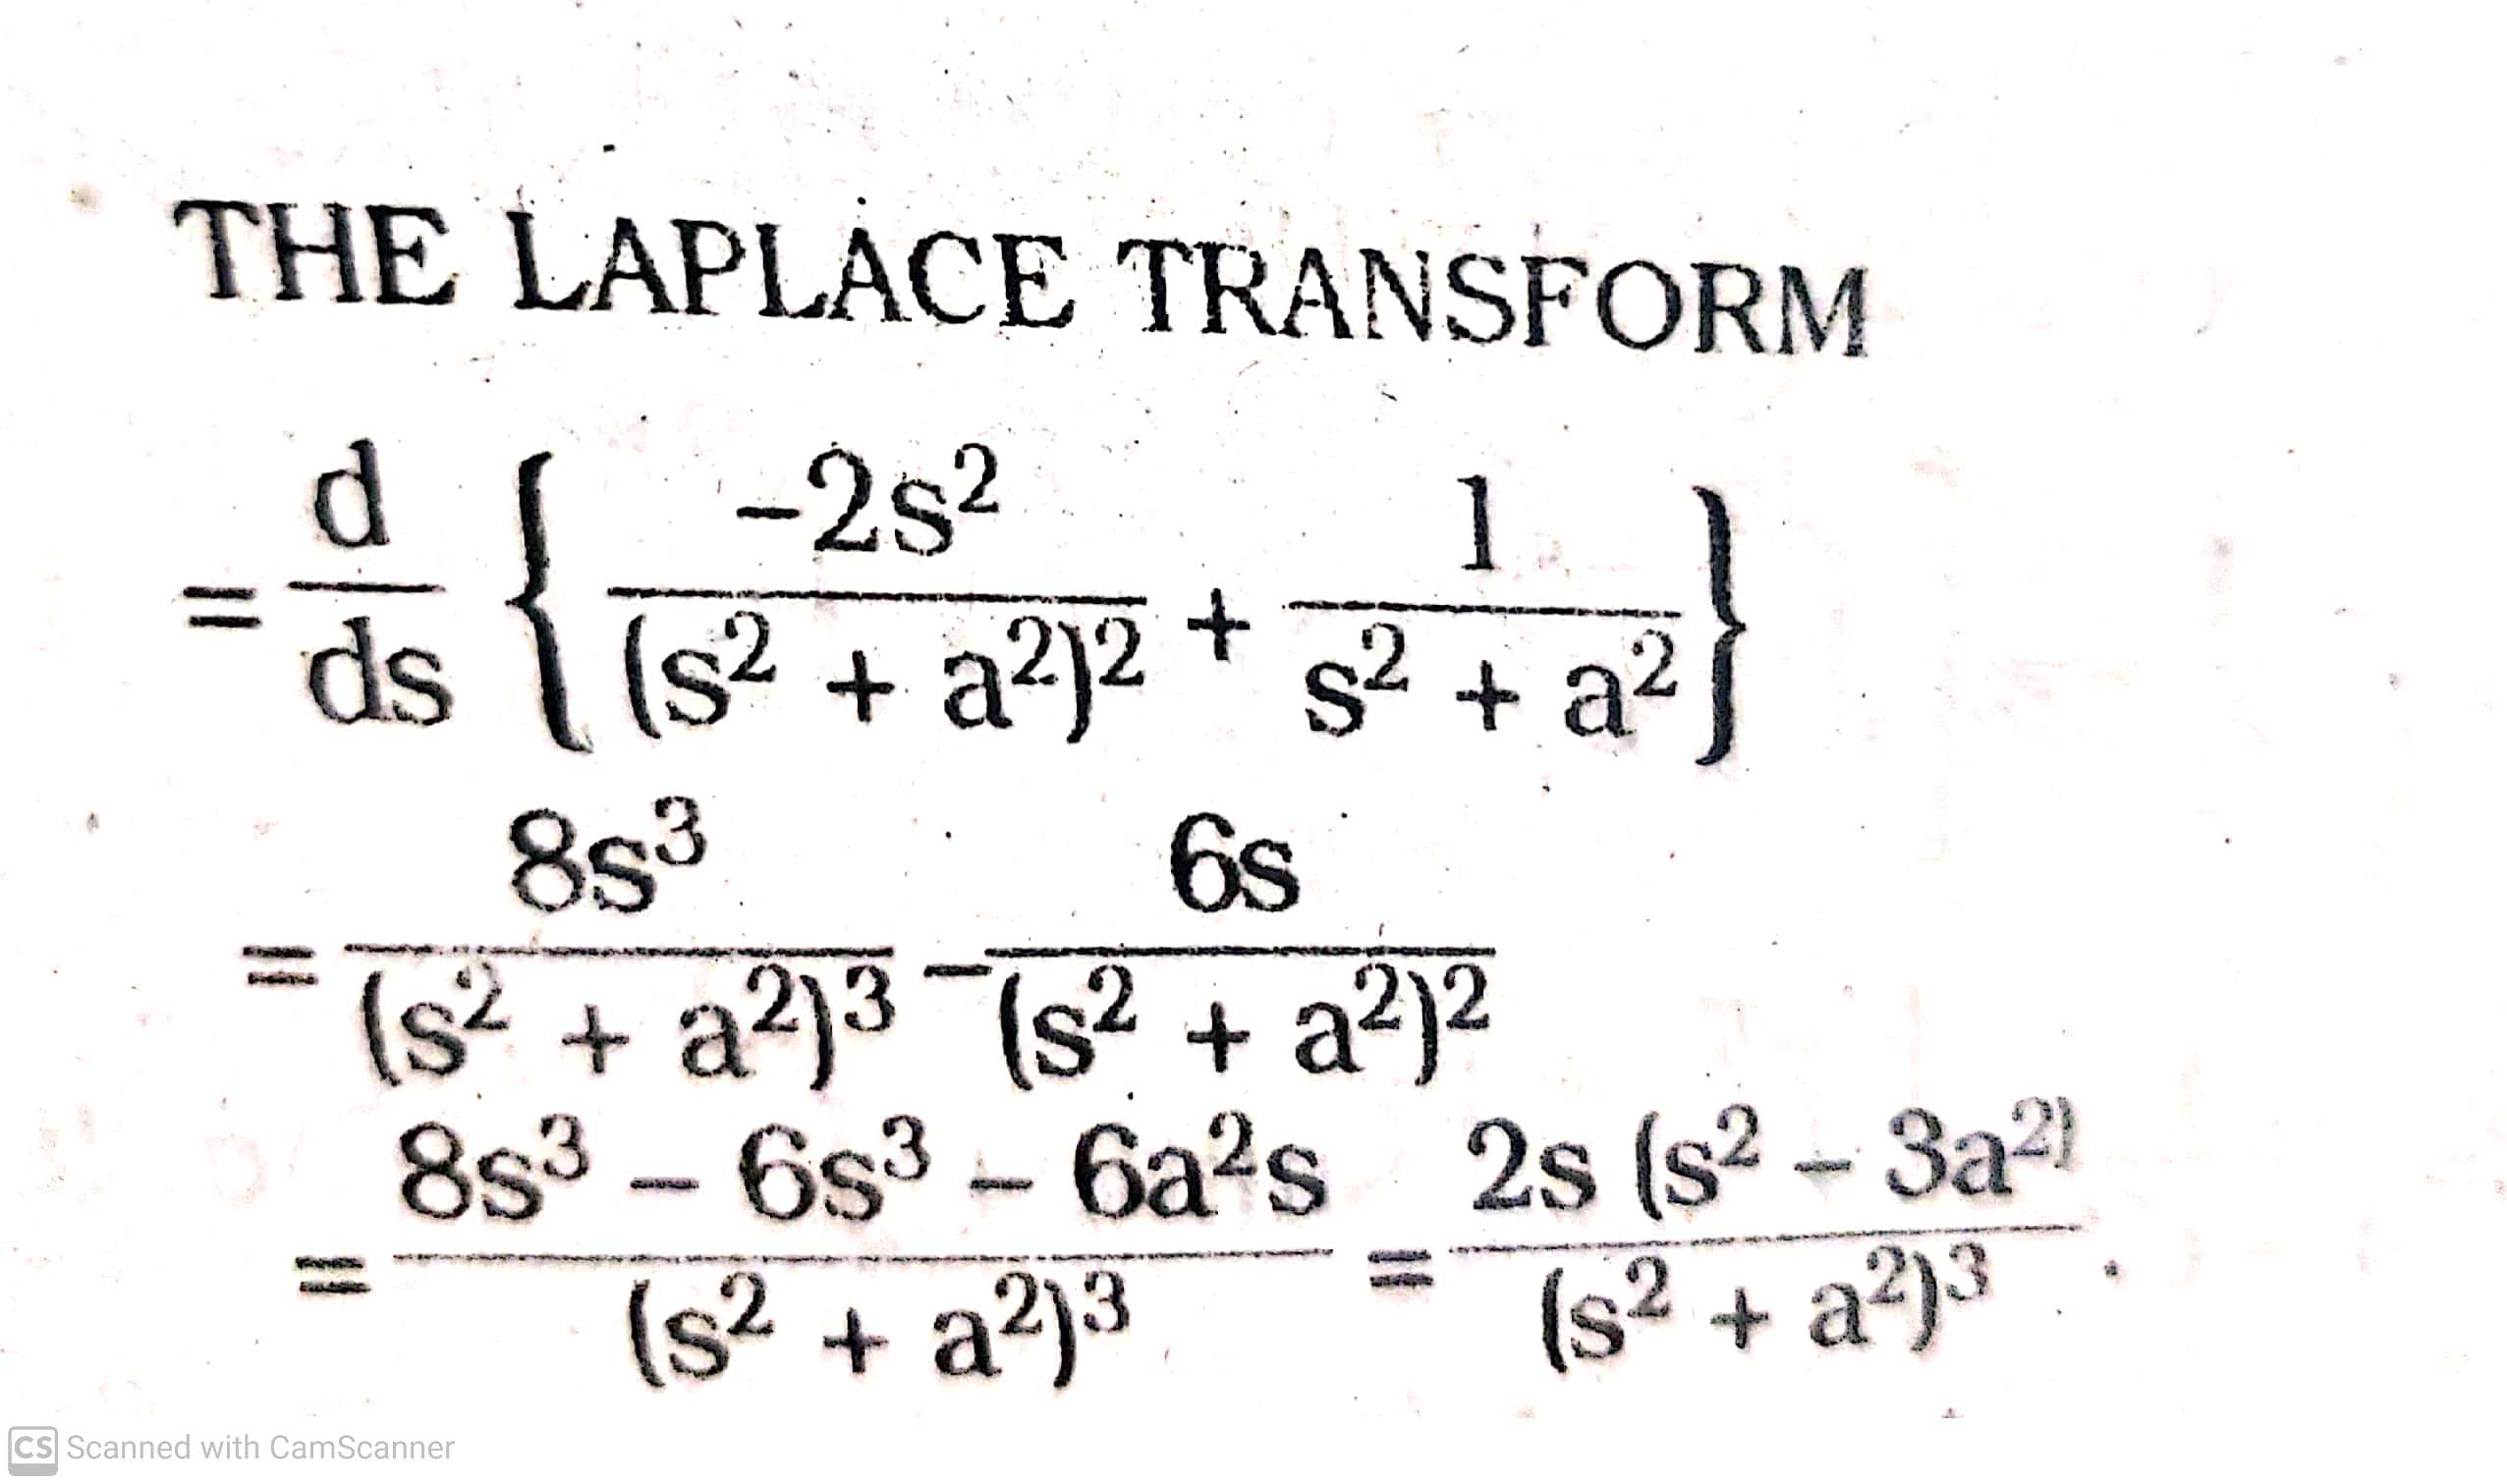 THE LAPLACE TRANSFORM
= d/ds { -2s²/(s² + a²)² + 1/(s² + a²) }
= 8s³/(s² + a²)³ - 6s/(s² + a²)²
= (8s³ - 6s³ - 6a²s)/(s² + a²)³ = 2s (s² - 3a²)/(s² + a²)³ .
CS Scanned with CamScanner